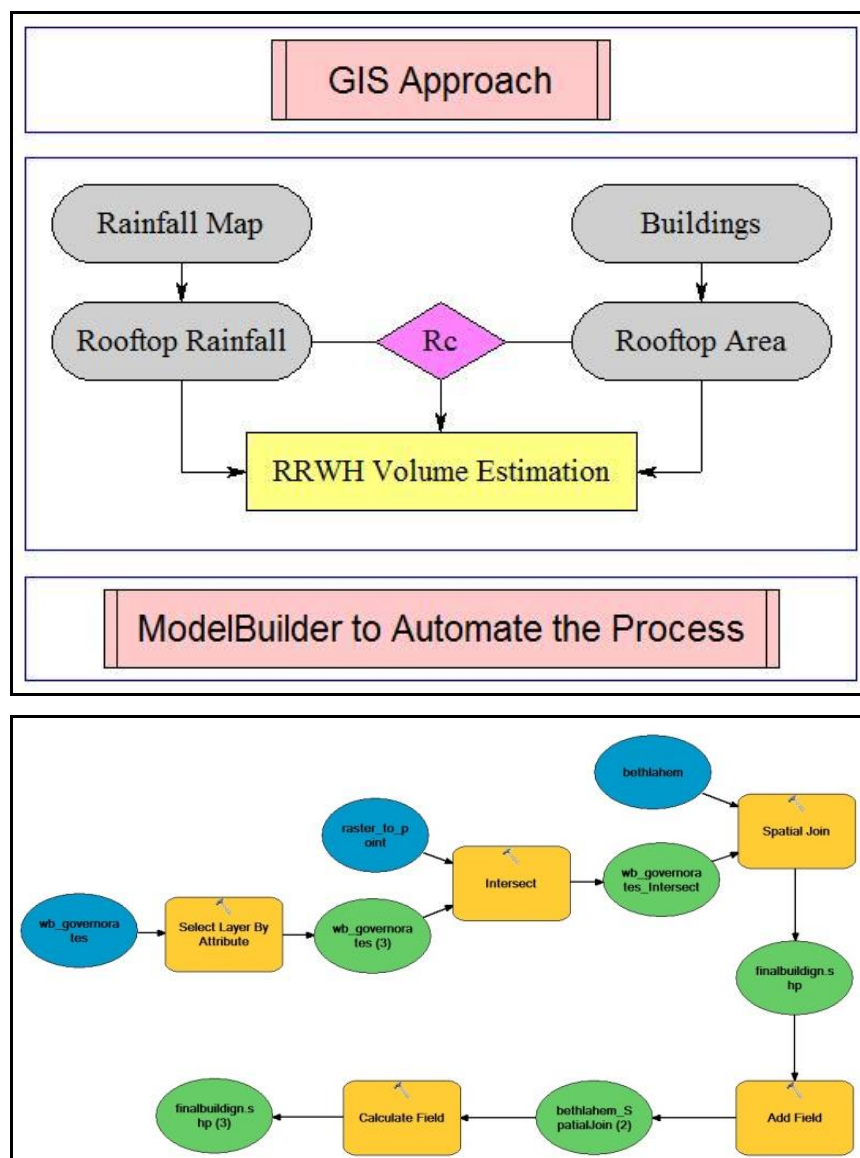 GIS Approach
Rainfall Map
Buildings
Rooftop Rainfall
Rc
Rooftop Area
RRWH Volume Estimation
ModelBuilder to Automate the Process
bethlahem
Spatial Join
raster_to_p
oint
Intersect
wb_governora
tes_Intersect
wb_governora
tes
Select Layer By
Attribute
wb_governora
tes (3)
finalbuildign.s
hp
finalbuildign.s
hp (3)
Calculate Field
bethlahem_S
patialJoin (2)
Add Field